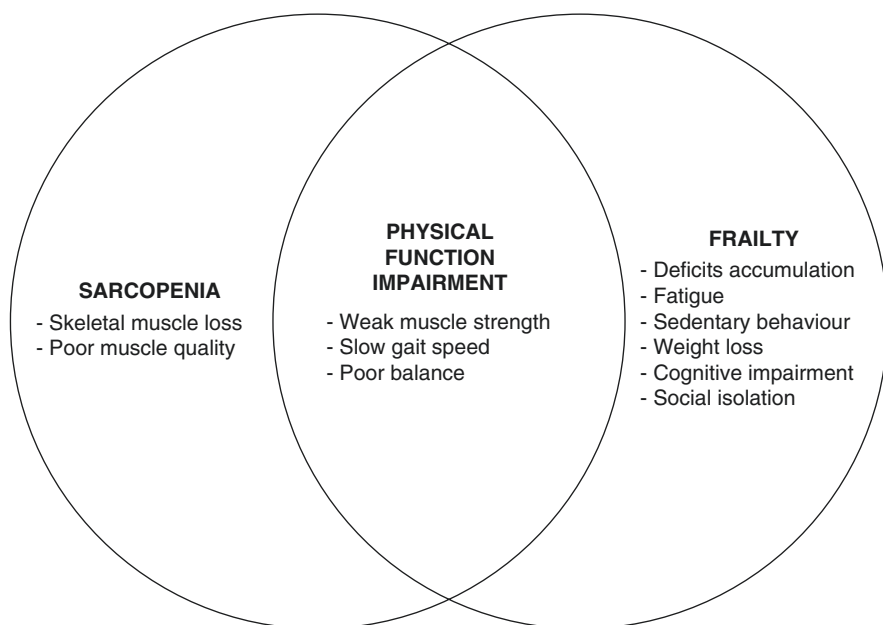 SARCOPENIA
- Skeletal muscle loss
- Poor muscle quality
PHYSICAL
FUNCTION
IMPAIRMENT
- Weak muscle strength
- Slow gait speed
- Poor balance
FRAILTY
- Deficits accumulation
- Fatigue
- Sedentary behaviour
- Weight loss
- Cognitive impairment
- Social isolation